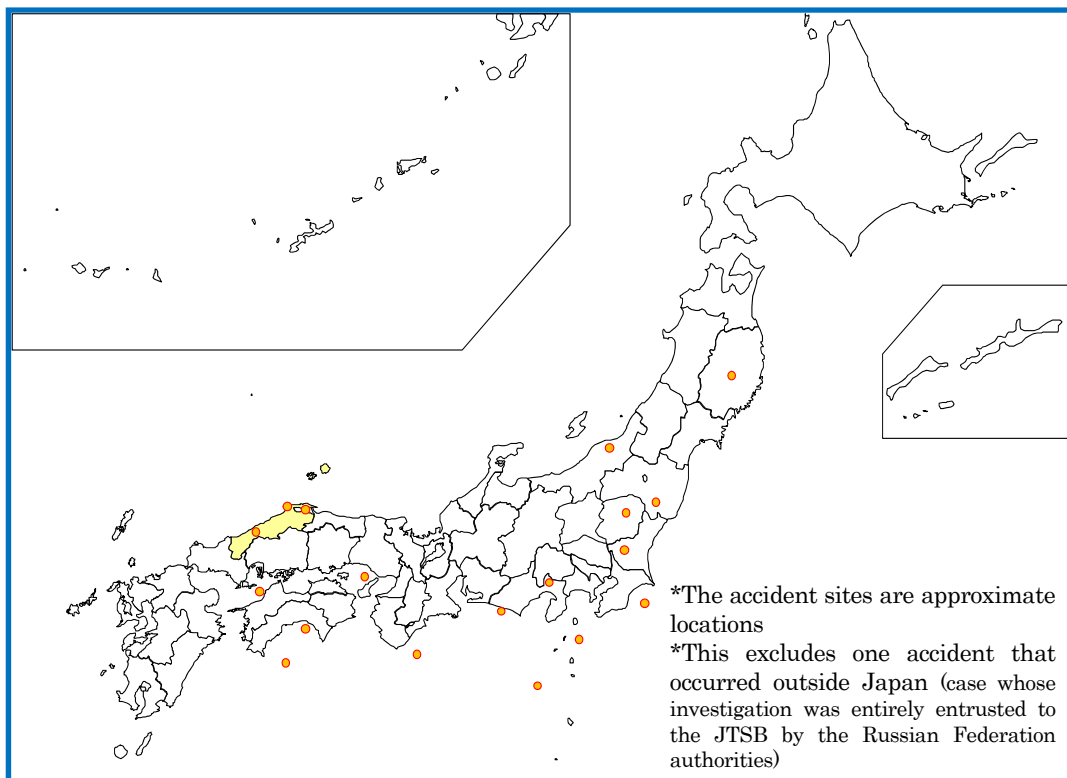 *The accident sites are approximate
locations
*This excludes one accident that
occurred outside Japan (case whose
investigation was entirely entrusted to
the JTSB by the Russian Federation
authorities)